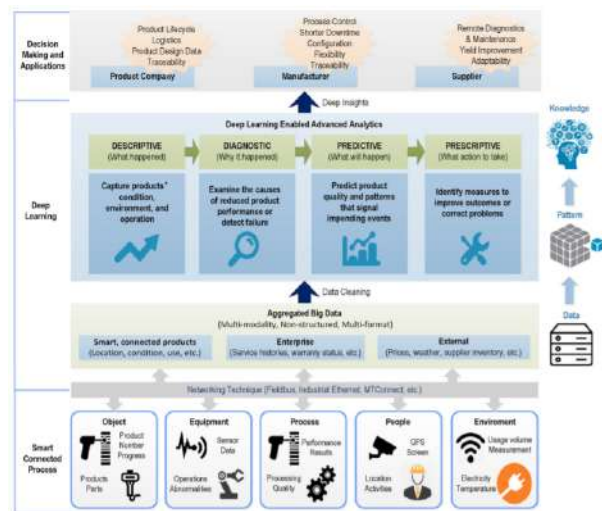 Decision
Making and Applications
Product Lifecycle
Logistics
Product Design Data
Traceability
Product Company
Process Control
Shorter Downtime
Configuration
Flexibility
Traceability
Manufacturer
Remote Diagnostics
& Maintenance
Yield Improvement
Adaptability
Supplier
Deep Insights
Deep
Learning
Deep Learning Enabled Advanced Analytics
DESCRIPTIVE
(What happened)
DIAGNOSTIC
(Why it happened)
PREDICTIVE
(What will happen)
PRESCRIPTIVE
(What action to take)
Capture products'
condition,
environment, and
operation
Examine the causes
of reduced product
performance or
detect failure
Predict product
quality and patterns
that signal
impending events
Identify measures to
improve outcomes or
correct problems
Data Cleaning
Aggregated Big Data
(Multi-modality, Non-structured, Multi-format)
Smart, connected products
(Location, condition, use, etc.)
Enterprise
(Service histories, warranty status, etc.)
External
(Prices, weather, supplier inventory, etc.)
Knowledge
Pattern
Data
Networking Technique (Fieldbus, Industrial Ethernet, MTConnect, etc.)
Smart
Connected
Process
Object
Product
Number
Progress
Products
Parts
Equipment
Sensor
Data
Operations
Abnormalities
Process
Performance
Results
Processing
Quality
People
GPS
Screen
Location
Activities
Enviroment
Usage volume
Measurement
Electricity
Temperature